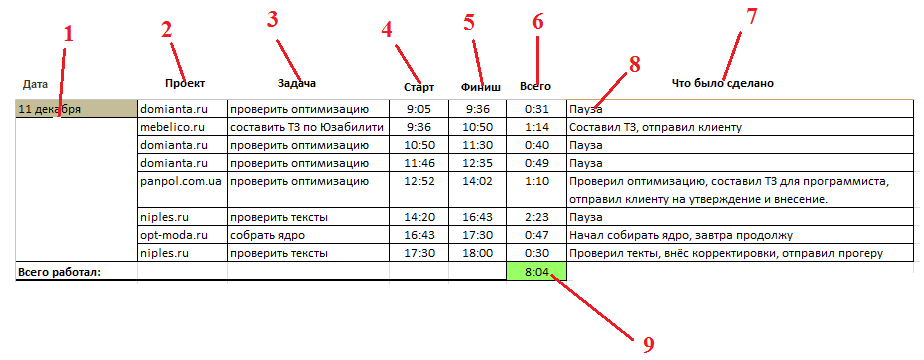 1 2 3 4 5 6 7
Дата Проект Задача Старт Финиш Всего Что было сделано
8
11 декабря domianta.ru проверить оптимизацию 9:05 9:36 0:31 Пауза
mebelico.ru составить ТЗ по Юзабилити 9:36 10:50 1:14 Составил ТЗ, отправил клиенту
domianta.ru проверить оптимизацию 10:50 11:30 0:40 Пауза
domianta.ru проверить оптимизацию 11:46 12:35 0:49 Пауза
panpol.com.ua проверить оптимизацию 12:52 14:02 1:10 Проверил оптимизацию, составил ТЗ для программиста,
отправил клиенту на утверждение и внесение.
niples.ru проверить тексты 14:20 16:43 2:23 Пауза
opt-moda.ru собрать ядро 16:43 17:30 0:47 Начал собирать ядро, завтра продолжу
niples.ru проверить тексты 17:30 18:00 0:30 Проверил текты, внёс корректировки, отправил прогеру
Всего работал: 8:04
9